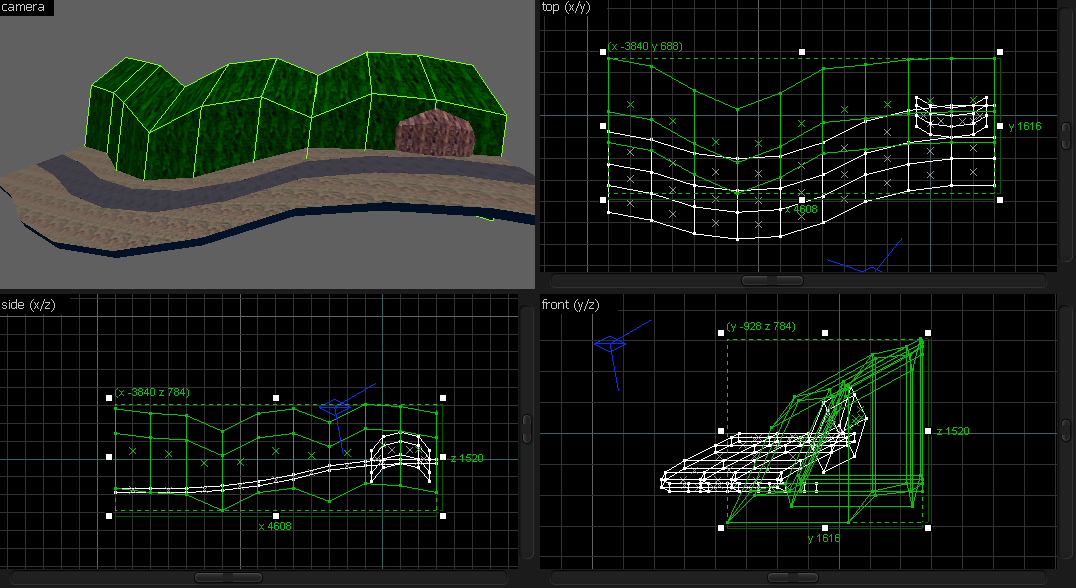 camera
top (x/y)
(x -3840 y 688)
y 1616
x 4608
side (x/z)
(x -3840 z 784)
z 1520
x 4608
front (y/z)
(y -928 z 784)
z 1520
y 1616